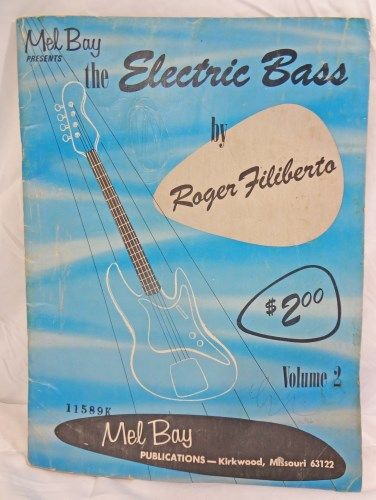 Mel Bay
PRESENTS
the Electric Bass
by
Roger Filiberto
$2.00
Volume 2
11589K
Mel Bay
PUBLICATIONS — Kirkwood, Missouri 63122